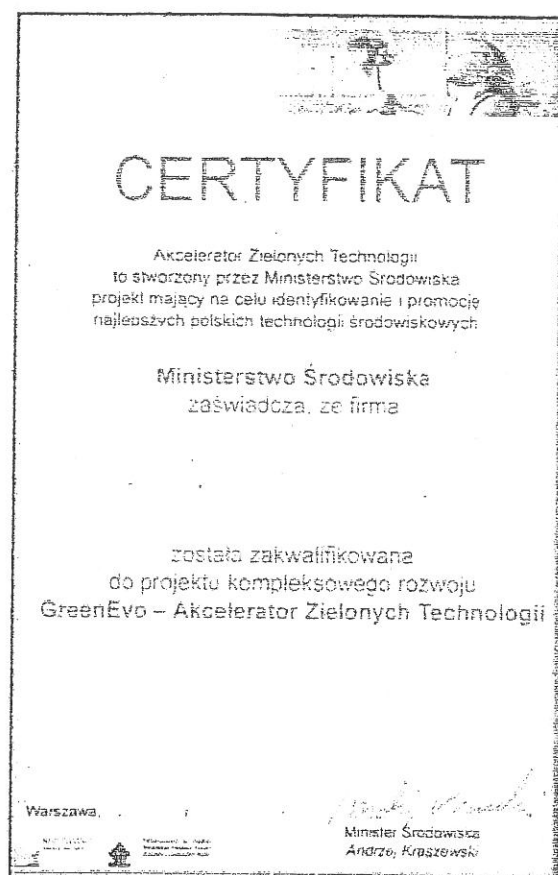 CERTYFIKAT
Akcelerator Zielonych Technologii
to stworzony przez Ministerstwo Środowiska
projekt mający na celu identyfikowanie i promocję
najlepszych polskich technologii środowiskowych
Ministerstwo Środowiska
zaświadcza, że firma
została zakwalifikowana
do projektu kompleksowego rozwoju
GreenEvo – Akcelerator Zielonych Technologii
Warszawa,
Minister Środowiska
Andrzej Kraszewski